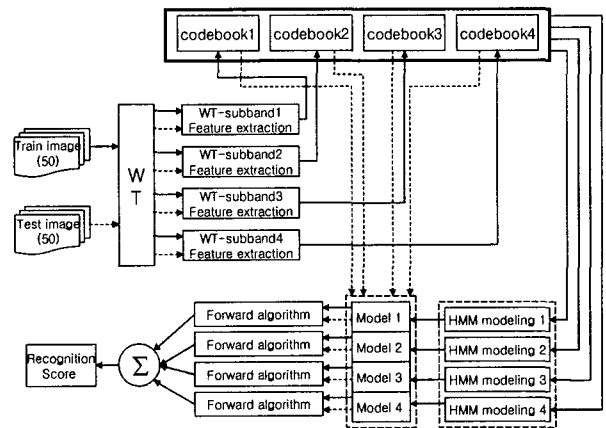 codebook1 codebook2 codebook3 codebook4
WT-subband1
Feature extraction
Train image
(50)
WT-subband2
Feature extraction
W
T
WT-subband3
Feature extraction
Test image
(50)
WT-subband4
Feature extraction
Forward algorithm Model 1 HMM modeling 1
Forward algorithm Model 2 HMM modeling 2
Recognition
Score
Σ
Forward algorithm Model 3 HMM modeling 3
Forward algorithm Model 4 HMM modeling 4